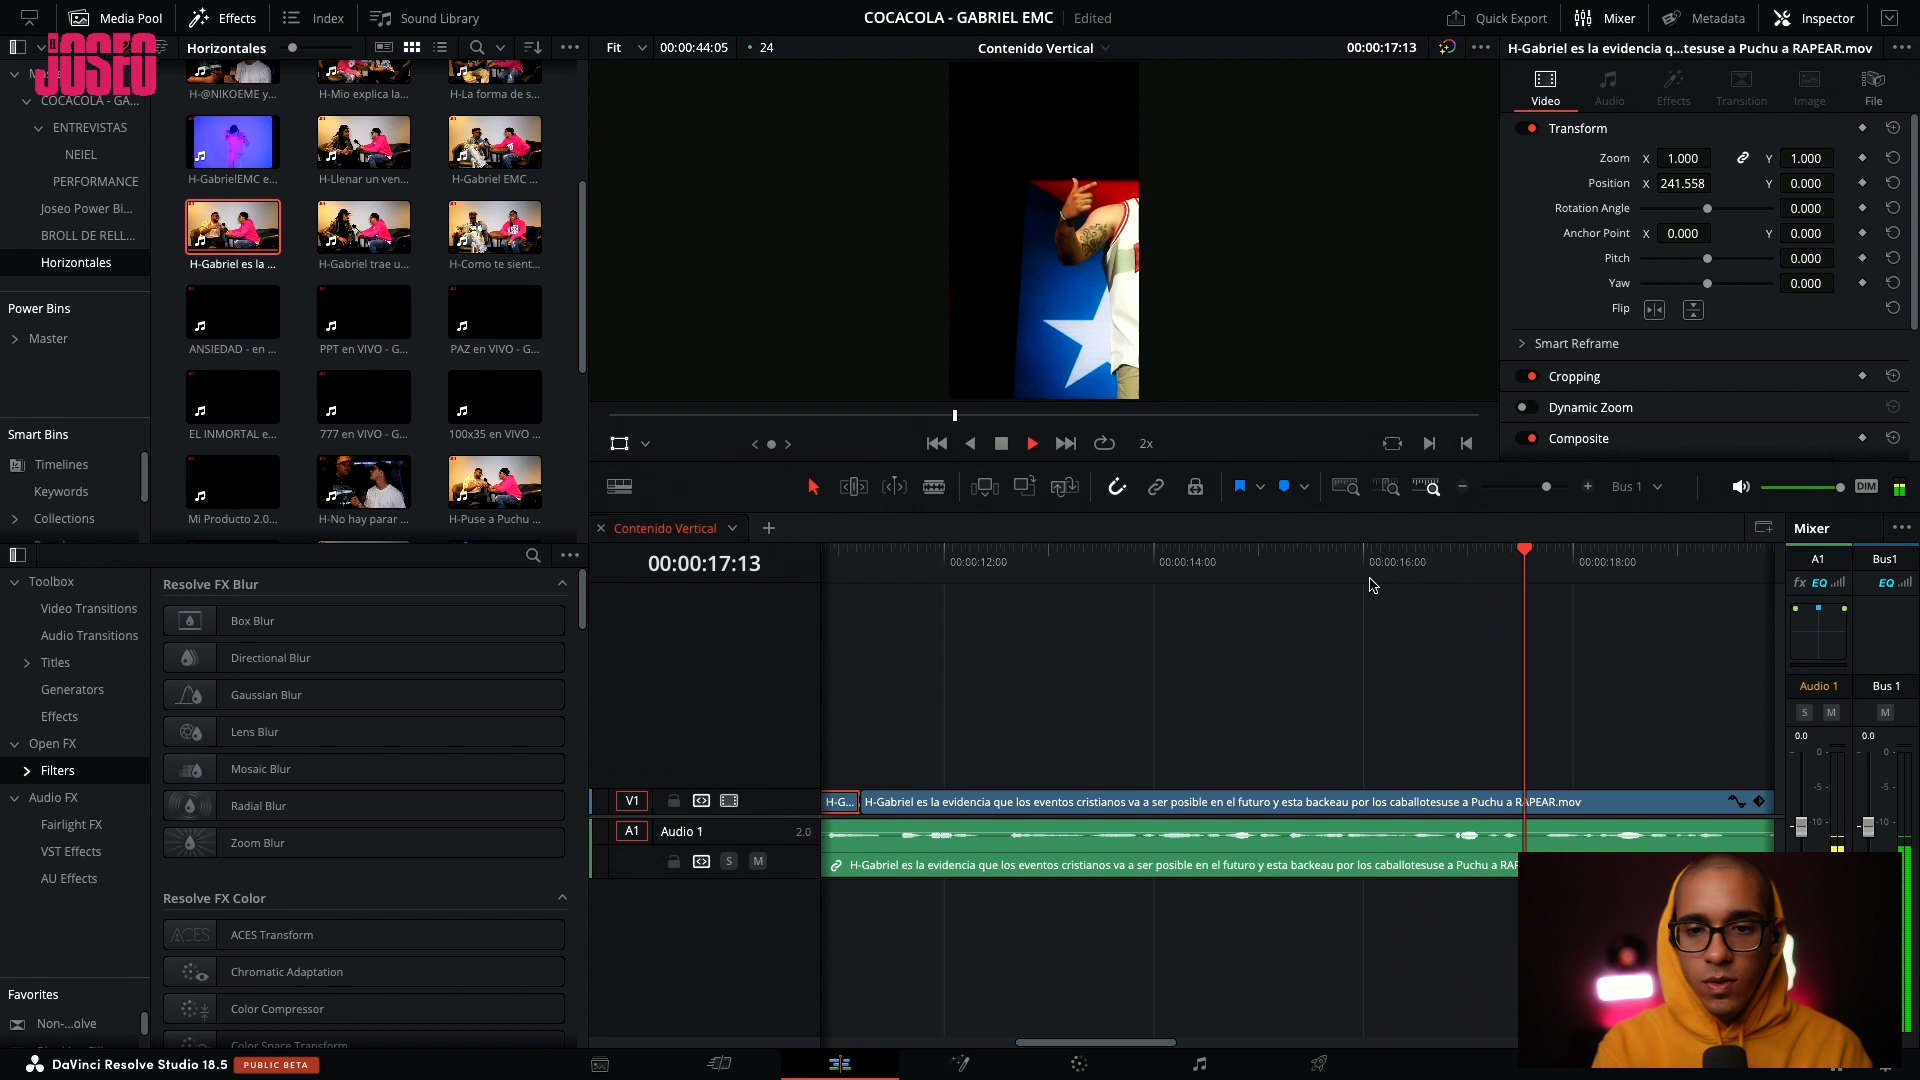 Media Pool
Effects
Index
Sound Library
COCACOLA - GABRIEL EMC
Edited
Quick Export
Mixer
Metadata
Inspector
JOSEO
Horizontales
Fit
00:00:44:05
24
Contenido Vertical
00:00:17:13
H-Gabriel es la evidencia q...tesuse a Puchu a RAPEAR.mov
COCACOLA - GA...
ENTREVISTAS
NEIEL
PERFORMANCE
Joseo Power Bi...
BROLL DE RELL...
Horizontales
Power Bins
Master
Smart Bins
Timelines
Keywords
Collections
H-@NIKOEME y...
H-Mio explica la...
H-La forma de s...
H-GabrielEMC e...
H-Llenar un ven...
H-Gabriel EMC ...
H-Gabriel es la ...
H-Gabriel trae u...
H-Como te sient...
ANSIEDAD - en ...
PPT en VIVO - G...
PAZ en VIVO - G...
EL INMORTAL e...
777 en VIVO - G...
100x35 en VIVO ...
Mi Producto 2.0...
H-No hay parar ...
H-Puse a Puchu ...
Video
Audio
Effects
Transition
Image
File
Transform
Zoom X 1.000 Y 1.000
Position X 241.558 Y 0.000
Rotation Angle 0.000
Anchor Point X 0.000 Y 0.000
Pitch 0.000
Yaw 0.000
Flip
Smart Reframe
Cropping
Dynamic Zoom
Composite
2x
Bus 1
DIM
Toolbox
Video Transitions
Audio Transitions
Titles
Generators
Effects
Open FX
Filters
Audio FX
Fairlight FX
VST Effects
AU Effects
Favorites
Non-...olve
Resolve FX Blur
Box Blur
Directional Blur
Gaussian Blur
Lens Blur
Mosaic Blur
Radial Blur
Zoom Blur
Resolve FX Color
ACES Transform
Chromatic Adaptation
Color Compressor
Color Space Transform
Contenido Vertical
00:00:17:13
00:00:12:00
00:00:14:00
00:00:16:00
00:00:18:00
V1
H-G...
H-Gabriel es la evidencia que los eventos cristianos va a ser posible en el futuro y esta backeau por los caballotesuse a Puchu a RAPEAR.mov
A1
Audio 1
2.0
S
M
H-Gabriel es la evidencia que los eventos cristianos va a ser posible en el futuro y esta backeau por los caballotesuse a Puchu a RAP
Mixer
A1
Bus1
fx EQ
EQ
Audio 1
Bus 1
S M
M
0.0
0.0
0
-5
-10
0
-5
-10
DaVinci Resolve Studio 18.5
PUBLIC BETA